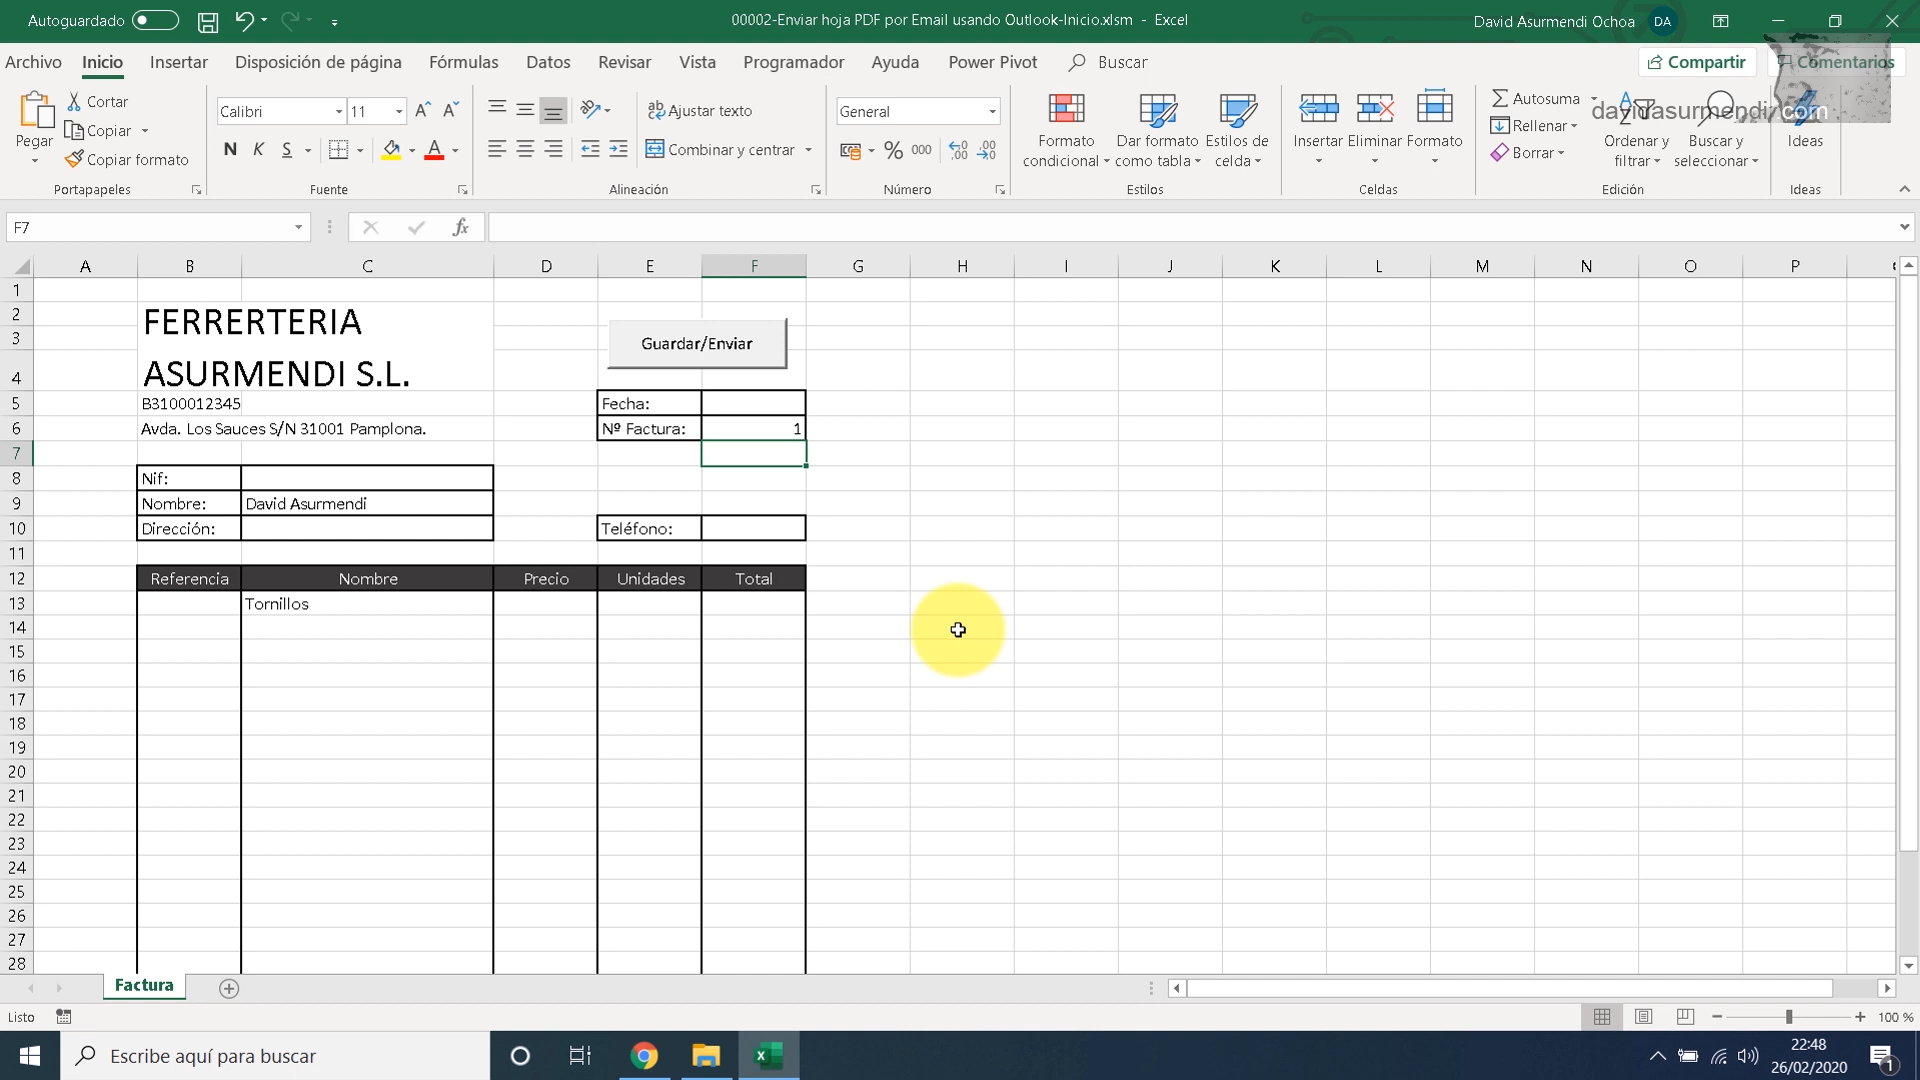 Autoguardado
00002-Enviar hoja PDF por Email usando Outlook-Inicio.xlsm - Excel
David Asurmendi Ochoa
DA
Archivo Inicio Insertar Disposición de página Fórmulas Datos Revisar Vista Programador Ayuda Power Pivot Buscar
Compartir
Comentarios
Pegar
Cortar
Copiar
Copiar formato
Portapapeles
Calibri
11
N K S
Fuente
Ajustar texto
Combinar y centrar
Alineación
General
% 000
Número
Formato condicional
Dar formato como tabla
Estilos de celda
Estilos
Insertar Eliminar Formato
Celdas
Autosuma
Rellenar
Borrar
Ordenar y filtrar
Buscar y seleccionar
Edición
Ideas
Ideas
davidasurmendi.com
F7
fx
A B C D E F G H I J K L M N O P
1
2
3
4
5
6
7
8
9
10
11
12
13
14
15
16
17
18
19
20
21
22
23
24
25
26
27
28
FERRERTERIA
ASURMENDI S.L.
B3100012345
Avda. Los Sauces S/N 31001 Pamplona.
Guardar/Enviar
Fecha:
Nº Factura: 1
Nif:
Nombre: David Asurmendi
Dirección:
Teléfono:
Referencia Nombre Precio Unidades Total
Tornillos
Factura
Listo
100 %
Escribe aquí para buscar
22:48
26/02/2020
1